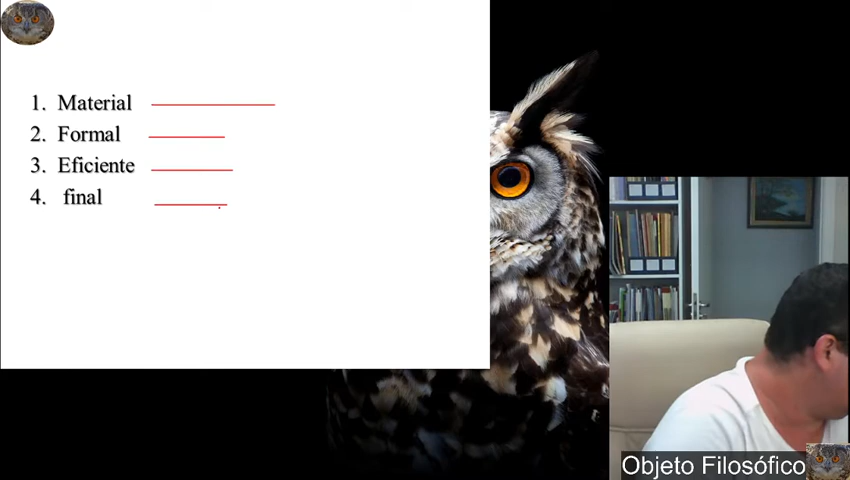 1. Material
2. Formal
3. Eficiente
4. final
Objeto Filosófico